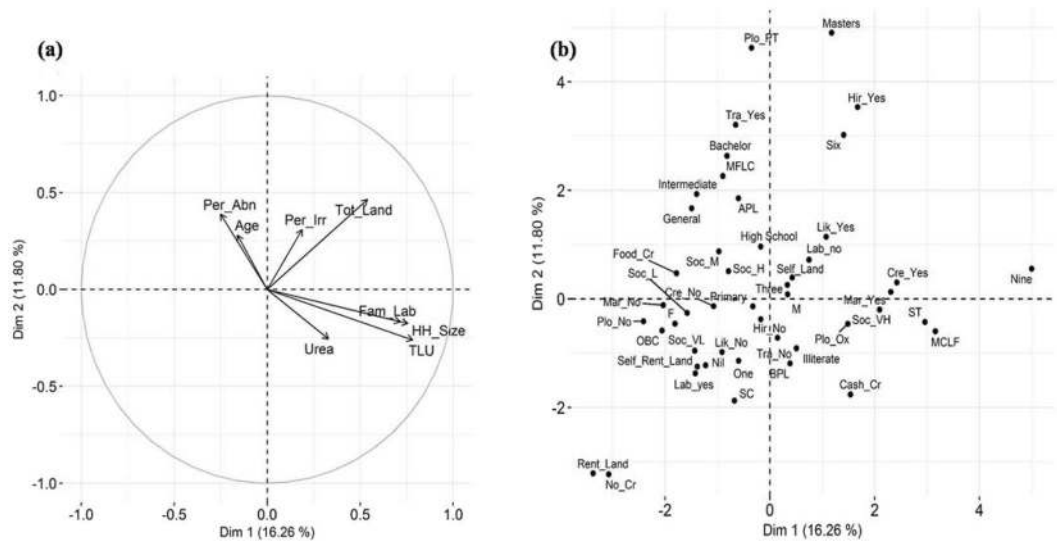 (a)
1.0
0.5
0.0
-0.5
-1.0
Dim 2 (11.80 %)
Per_Abn
Age
Per_Irr
Tot_Land
Fam_Lab
HH_Size
Urea
TLU
-1.0
-0.5
0.0
0.5
1.0
Dim 1 (16.26 %)
(b)
4
2
0
-2
Dim 2 (11.80 %)
Masters
Plo_PT
Hir_Yes
Tra_Yes
Six
Bachelor
MFLC
Intermediate
APL
General
Lik_Yes
High School
Lab_no
Food_Cr
Soc_M
Soc_H
Self_Land
Cre_Yes
Nine
Soc_L
Cre_No
Primary
Three
Mar_No
F
M
Mar_Yes
ST
Plo_No
Hir_No
Soc_VH
OBC
Plo_Ox
MCLF
Soc_VL
Lik_No
Tra_No
Illiterate
Self_Rent_Land
Nil
One
BPL
Lab_yes
SC
Cash_Cr
Rent_Land
No_Cr
-2
0
2
4
Dim 1 (16.26 %)